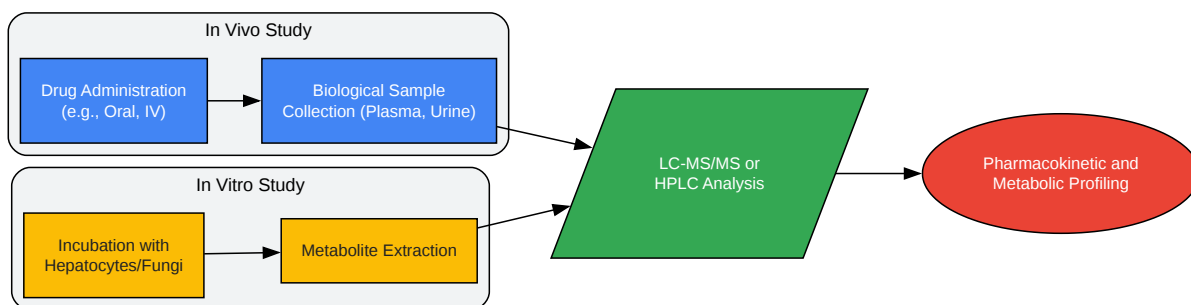 In Vivo Study
Drug Administration
(e.g., Oral, IV)
Biological Sample
Collection (Plasma, Urine)
In Vitro Study
Incubation with
Hepatocytes/Fungi
Metabolite Extraction
LC-MS/MS or
HPLC Analysis
Pharmacokinetic and
Metabolic Profiling